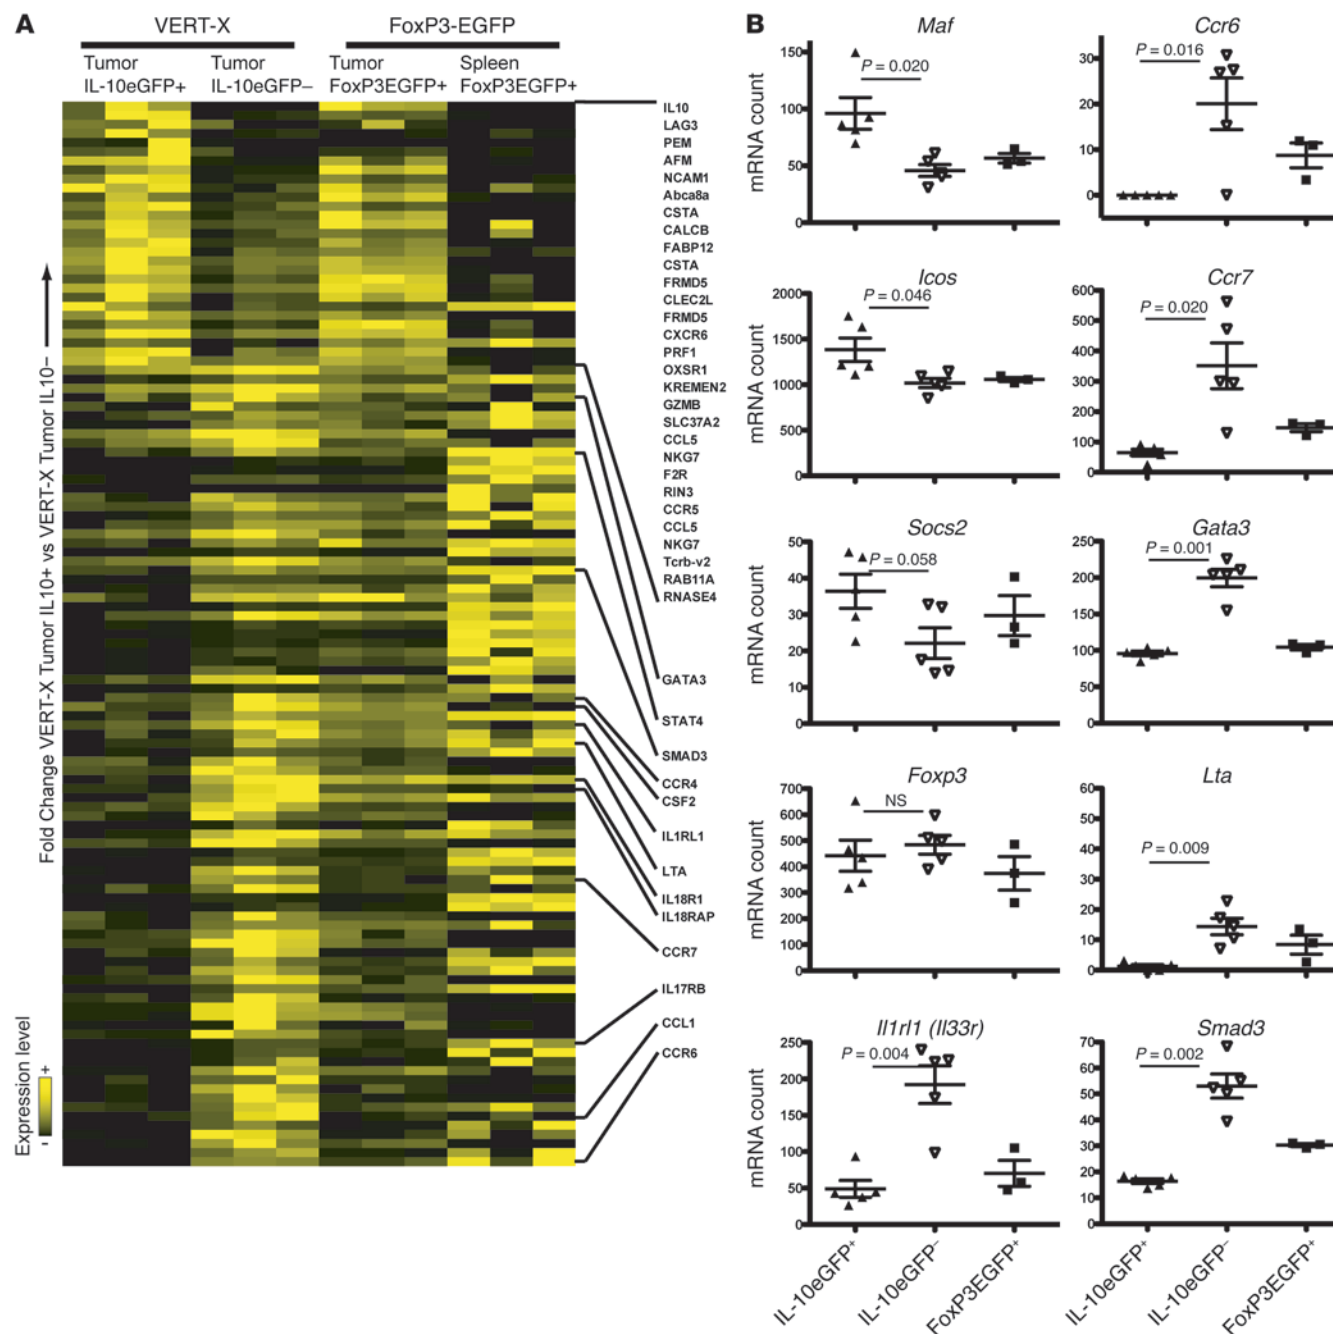 A
VERT-X
FoxP3-EGFP
Tumor
IL-10eGFP+
Tumor
IL-10eGFP–
Tumor
FoxP3EGFP+
Spleen
FoxP3EGFP+
Fold Change VERT-X Tumor IL10+ vs VERT-X Tumor IL10–
Expression level
+
-
IL10
LAG3
PEM
AFM
NCAM1
Abca8a
CSTA
CALCB
FABP12
CSTA
FRMD5
CLEC2L
FRMD5
CXCR6
PRF1
OXSR1
KREMEN2
GZMB
SLC37A2
CCL5
NKG7
F2R
RIN3
CCR5
CCL5
NKG7
Tcrb-v2
RAB11A
RNASE4
GATA3
STAT4
SMAD3
CCR4
CSF2
IL1RL1
LTA
IL18R1
IL18RAP
CCR7
IL17RB
CCL1
CCR6
B
Maf
mRNA count
150
100
50
0
P = 0.020
Ccr6
30
20
10
0
P = 0.016
Icos
mRNA count
2000
1500
1000
500
0
P = 0.046
Ccr7
600
500
400
300
200
100
0
P = 0.020
Socs2
mRNA count
50
40
30
20
10
0
P = 0.058
Gata3
250
200
150
100
50
0
P = 0.001
Foxp3
mRNA count
700
600
500
400
300
200
100
0
NS
Lta
60
50
40
30
20
10
0
P = 0.009
Il1rl1 (Il33r)
mRNA count
250
200
150
100
50
0
P = 0.004
Smad3
70
60
50
40
30
20
10
0
P = 0.002
IL-10eGFP+
IL-10eGFP–
FoxP3EGFP+
IL-10eGFP+
IL-10eGFP–
FoxP3EGFP+